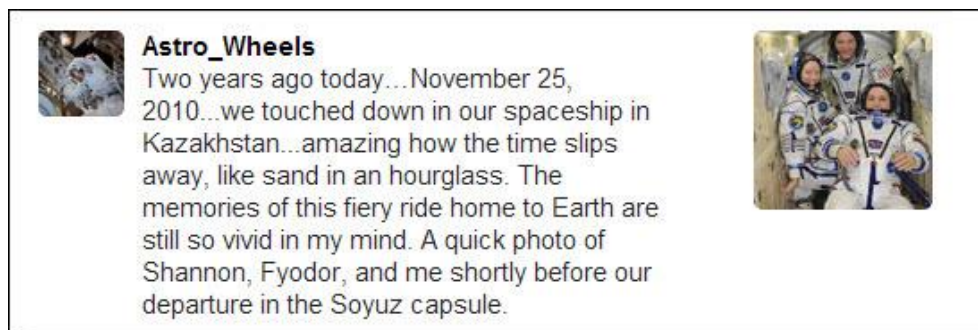 Astro_Wheels
Two years ago today...November 25,
2010...we touched down in our spaceship in
Kazakhstan...amazing how the time slips
away, like sand in an hourglass. The
memories of this fiery ride home to Earth are
still so vivid in my mind. A quick photo of
Shannon, Fyodor, and me shortly before our
departure in the Soyuz capsule.